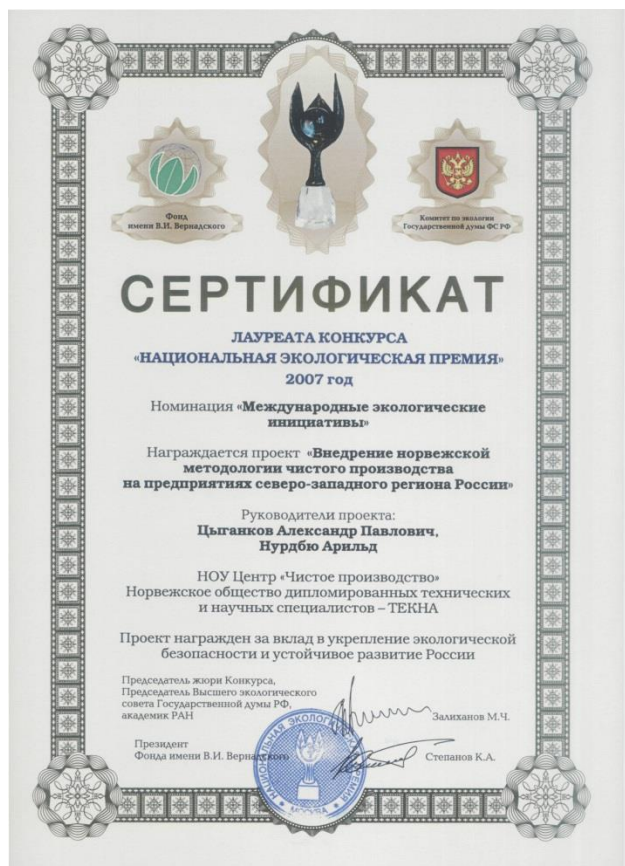 Фонд
имени В.И. Вернадского
Комитет по экологии
Государственной думы ФС РФ
СЕРТИФИКАТ
ЛАУРЕАТА КОНКУРСА
«НАЦИОНАЛЬНАЯ ЭКОЛОГИЧЕСКАЯ ПРЕМИЯ»
2007 год
Номинация «Международные экологические
инициативы»
Награждается проект «Внедрение норвежской
методологии чистого производства
на предприятиях северо-западного региона России»
Руководители проекта:
Цыганков Александр Павлович,
Нурдбю Арильд
НОУ Центр «Чистое производство»
Норвежское общество дипломированных технических
и научных специалистов – ТЕКНА
Проект награжден за вклад в укрепление экологической
безопасности и устойчивое развитие России
Председатель жюри Конкурса,
Председатель Высшего экологического
совета Государственной думы РФ,
академик РАН
Залиханов М.Ч.
Президент
Фонда имени В.И. Вернадского
Степанов К.А.
НАЦИОНАЛЬНАЯ ЭКОЛОГИЧЕСКАЯ ПРЕМИЯ
МОСКВА